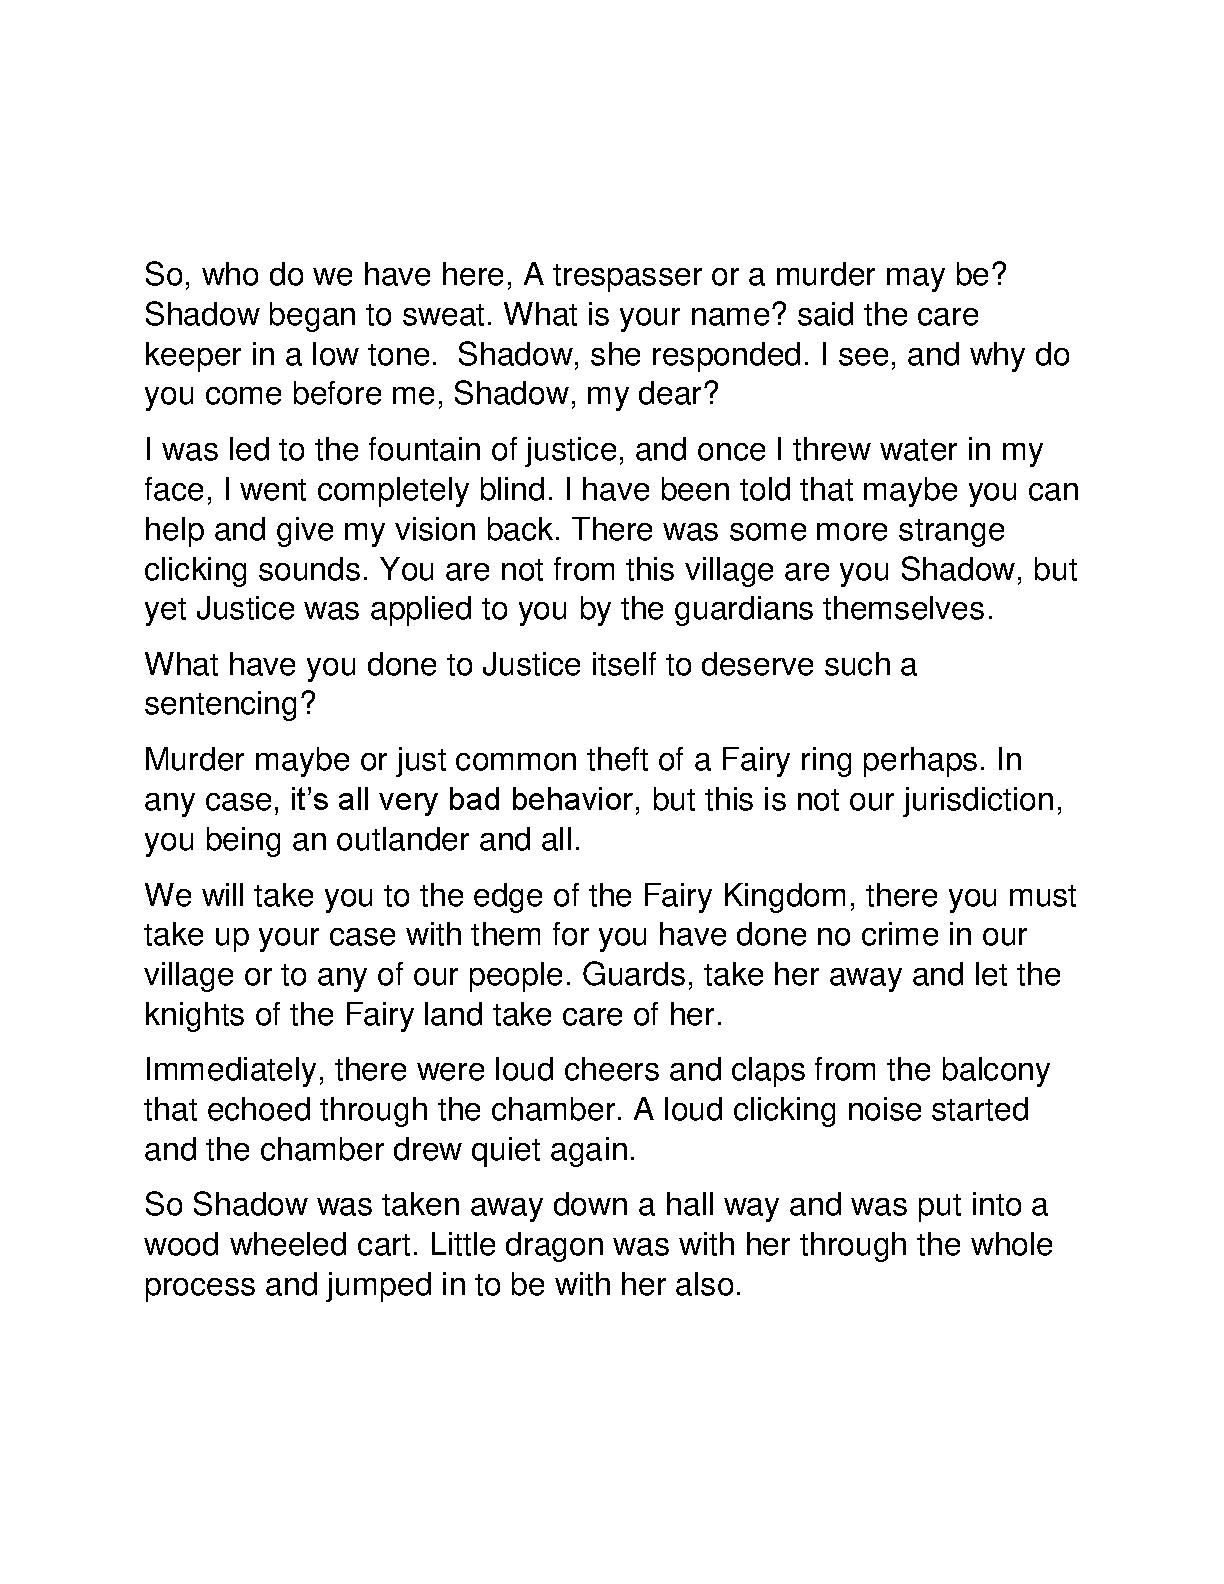 So, who do we have here, A trespasser or a murder may be?
Shadow began to sweat. What is your name? said the care
keeper in a low tone.  Shadow, she responded. I see, and why do
you come before me, Shadow, my dear?
I was led to the fountain of justice, and once I threw water in my
face, I went completely blind. I have been told that maybe you can
help and give my vision back. There was some more strange
clicking sounds. You are not from this village are you Shadow, but
yet Justice was applied to you by the guardians themselves.
What have you done to Justice itself to deserve such a
sentencing?
Murder maybe or just common theft of a Fairy ring perhaps. In
any case, it’s all very bad behavior, but this is not our jurisdiction,
you being an outlander and all.
We will take you to the edge of the Fairy Kingdom, there you must
take up your case with them for you have done no crime in our
village or to any of our people. Guards, take her away and let the
knights of the Fairy land take care of her.
Immediately, there were loud cheers and claps from the balcony
that echoed through the chamber. A loud clicking noise started
and the chamber drew quiet again.
So Shadow was taken away down a hall way and was put into a
wood wheeled cart. Little dragon was with her through the whole
process and jumped in to be with her also.